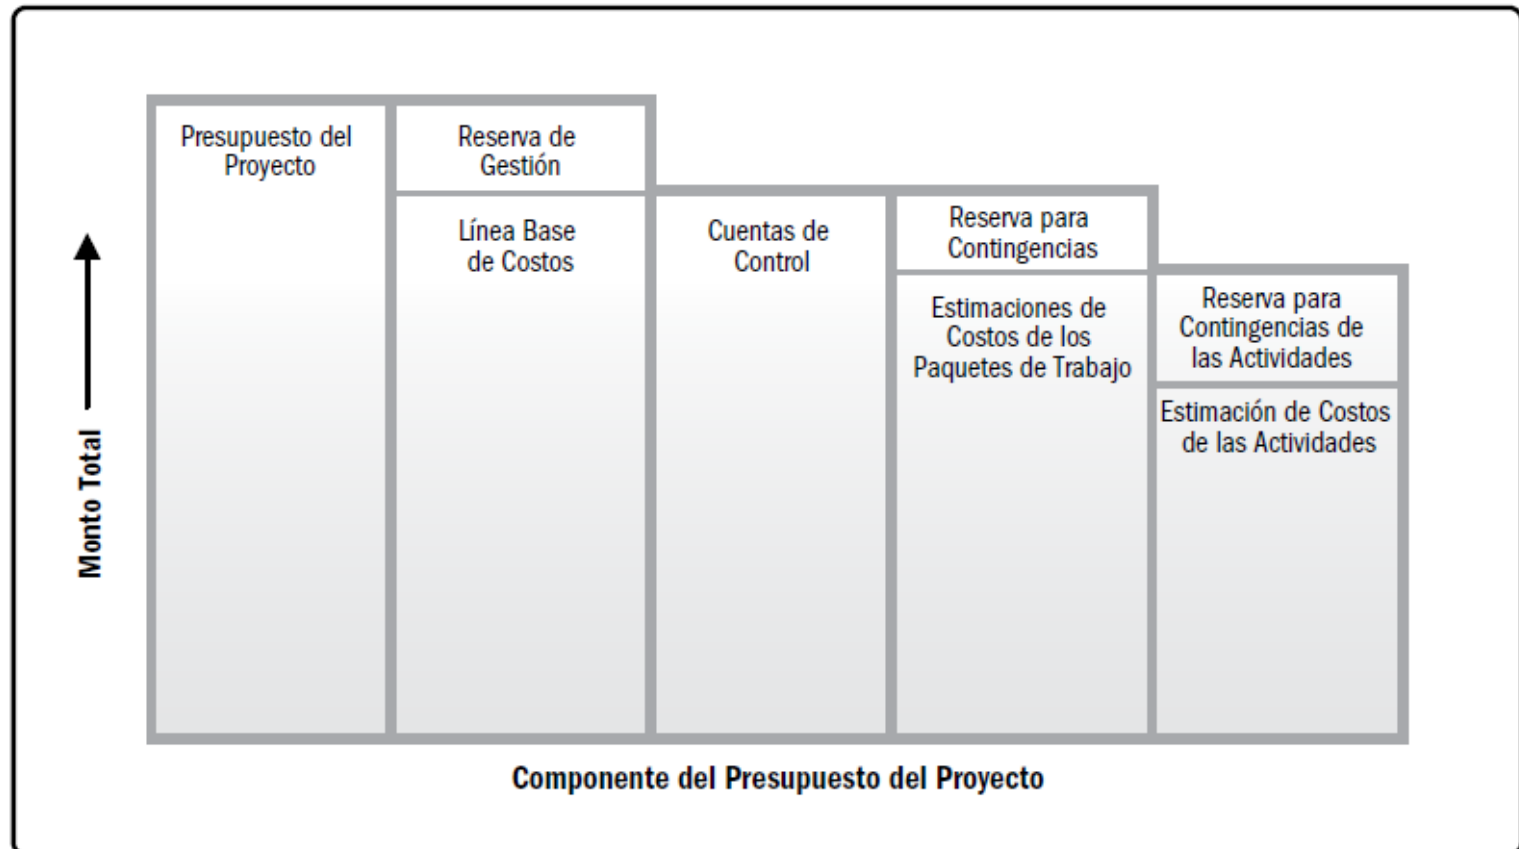 Presupuesto del
Proyecto
Reserva de
Gestión
Línea Base
de Costos
Cuentas de
Control
Reserva para
Contingencias
Estimaciones de
Costos de los
Paquetes de Trabajo
Reserva para
Contingencias de
las Actividades
Estimación de Costos
de las Actividades
Monto Total
Componente del Presupuesto del Proyecto